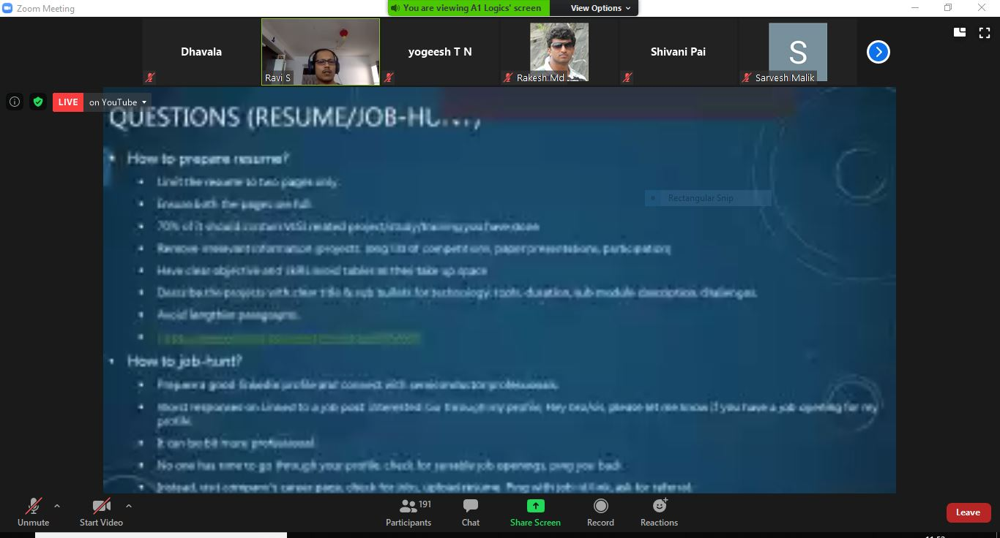 Zoom Meeting
You are viewing A1 Logics' screen
View Options
Dhavala
Ravi S
yogeesh T N
Rakesh Md
Shivani Pai
S
Sarvesh Malik
LIVE
on YouTube
QUESTIONS (RESUME/JOB-HUNT)
• How to prepare resume?
• Limit the resume to two pages only.
• Ensure both the pages are full.
• 70% of it should contain VLSI related project/study/training you have done
• Remove irrelevant information (projects, long list of competitions, paper presentations, participation)
• Have clear objective and skills avoid tables as they take up space
• Describe the projects with clear title & sub bullets for technology, tools, duration, sub module description, challenges.
• Avoid lengthier paragraphs.
Rectangular Snip
• How to job-hunt?
• Prepare a good linkedin profile and connect with semiconductor professionals.
• Worst responses on Linked to a job post: Interested, Go through my profile, Hey please let me know if you have a job opening for my
profile.
• It can be bit more professional.
• No one has time to go through your profile, check for suitable job openings, ping you back.
• Instead, visit company's career page, check for jobs, upload resume. Ping with job id/link, ask for referral.
Unmute
Start Video
191
Participants
Chat
Share Screen
Record
Reactions
Leave